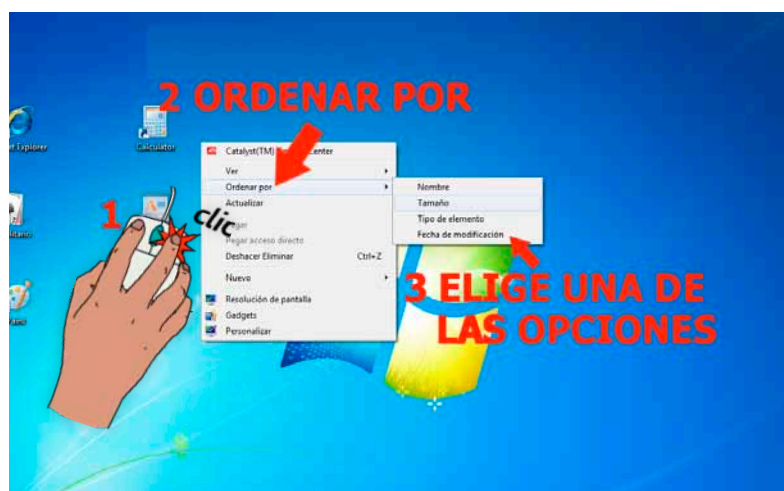 2 ORDENAR POR
Calculator
Catalyst(TM) Center
Ver
Ordenar por
Actualizar
1
clic
Pegar acceso directo
Deshacer Eliminar Ctrl+Z
Nuevo
Resolución de pantalla
Gadgets
Personalizar
Nombre
Tamaño
Tipo de elemento
Fecha de modificación
3 ELIGE UNA DE
LAS OPCIONES